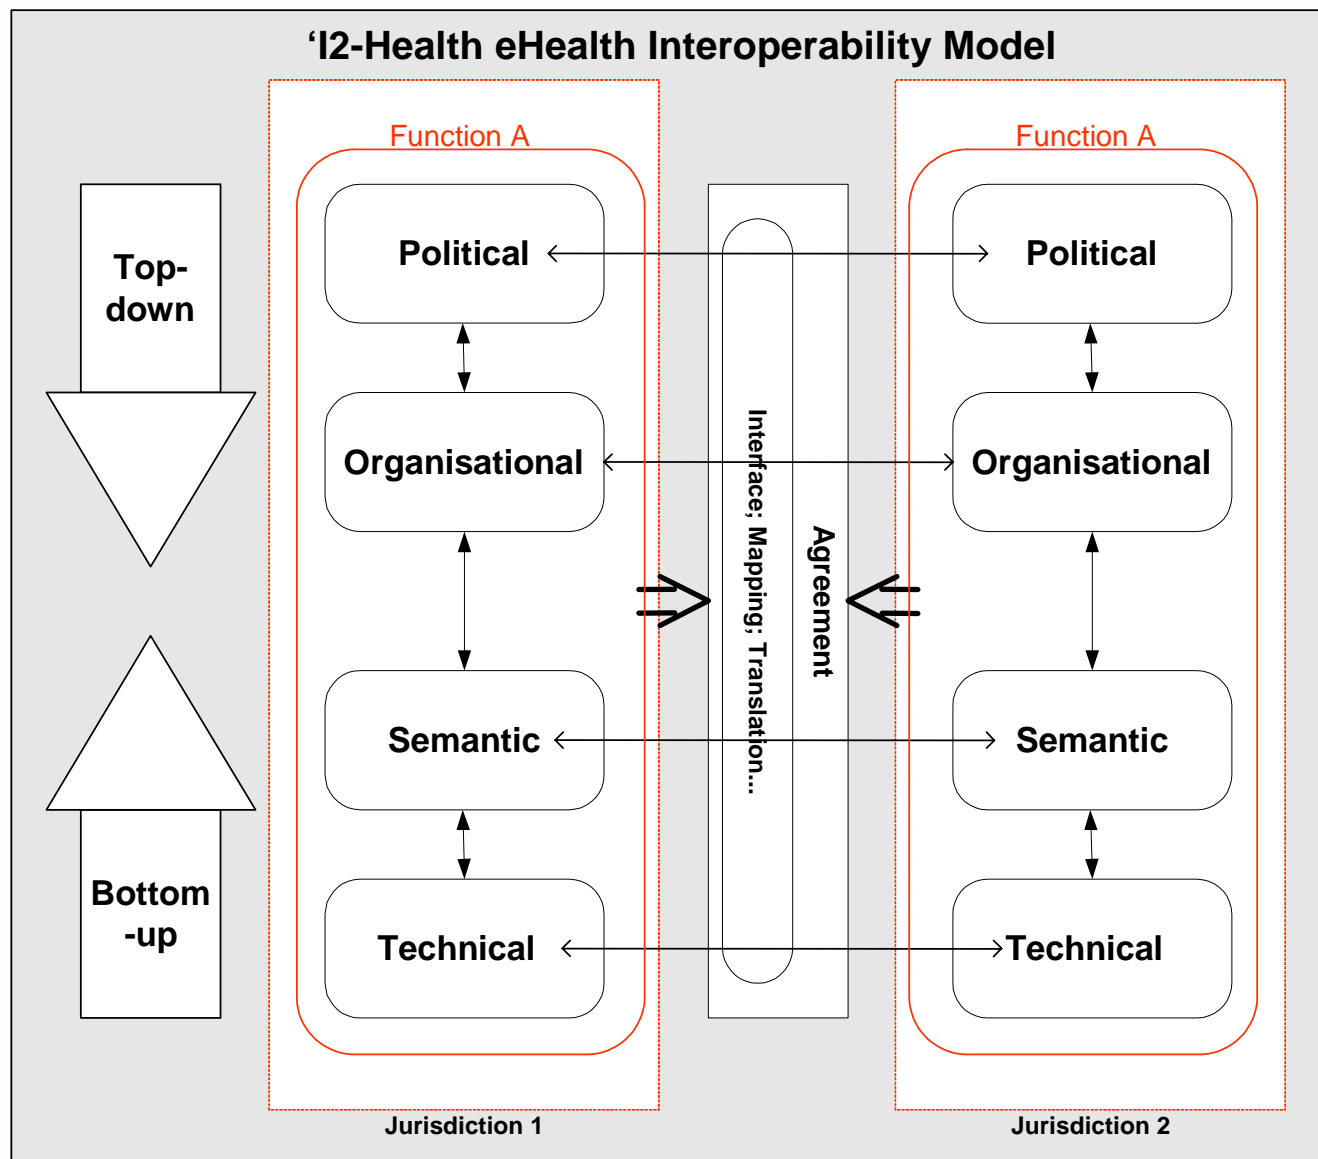 ‘I2-Health eHealth Interoperability Model
Function A
Function A
Top-
down
Political
Political
Organisational
Organisational
Interface; Mapping; Translation...
Agreement
Semantic
Semantic
Bottom
-up
Technical
Technical
Jurisdiction 1
Jurisdiction 2